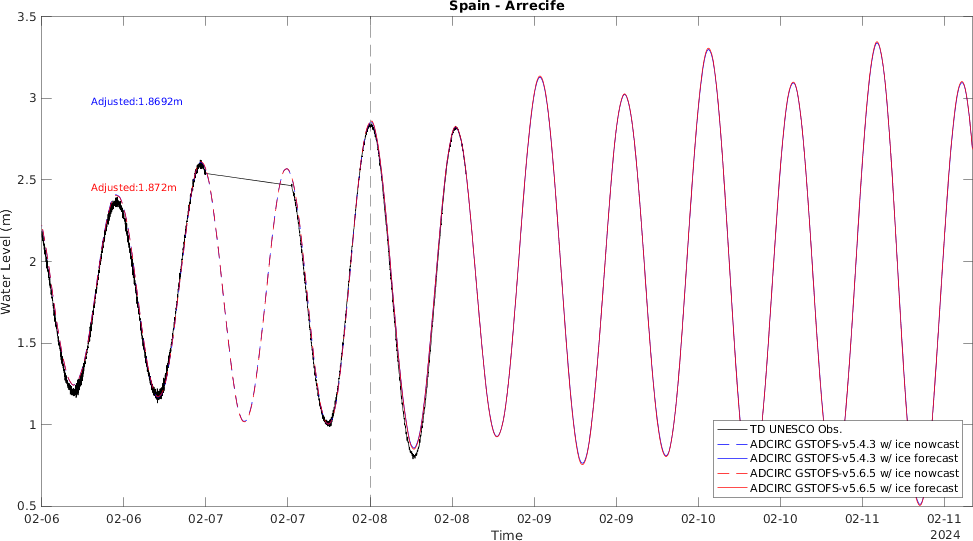 Spain - Arrecife
3.5
3
2.5
2
1.5
1
0.5
Water Level (m)
Adjusted:1.8692m
Adjusted:1.872m
TD UNESCO Obs.
ADCIRC GSTOFS-v5.4.3 w/ ice nowcast
ADCIRC GSTOFS-v5.4.3 w/ ice forecast
ADCIRC GSTOFS-v5.6.5 w/ ice nowcast
ADCIRC GSTOFS-v5.6.5 w/ ice forecast
02-06 02-06 02-07 02-07 02-08 02-08 02-09 02-09 02-10 02-10 02-11 02-11
2024
Time